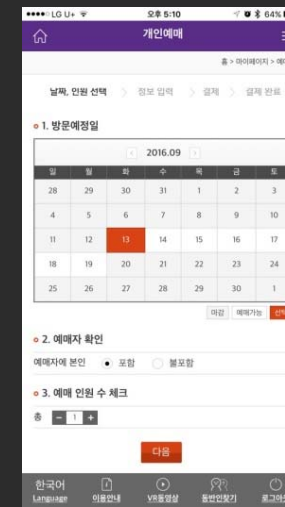 LG U+ 오후 5:10 64%
개인예매
홈 > 마이페이지 > 예
날짜, 인원 선택 > 정보 입력 > 결제 > 결제 완료
1. 방문예정일
< 2016.09 >
일 월 화 수 목 금 토
28 29 30 31 1 2 3
4 5 6 7 8 9 10
11 12 13 14 15 16 17
18 19 20 21 22 23 24
25 26 27 28 29 30 1
마감 예매가능 선택
2. 예매자 확인
예매자에 본인 포함 불포함
3. 예매 인원 수 체크
총 - 1 +
다음
한국어
Language 이용안내 VR동영상 동반인찾기 로그아웃